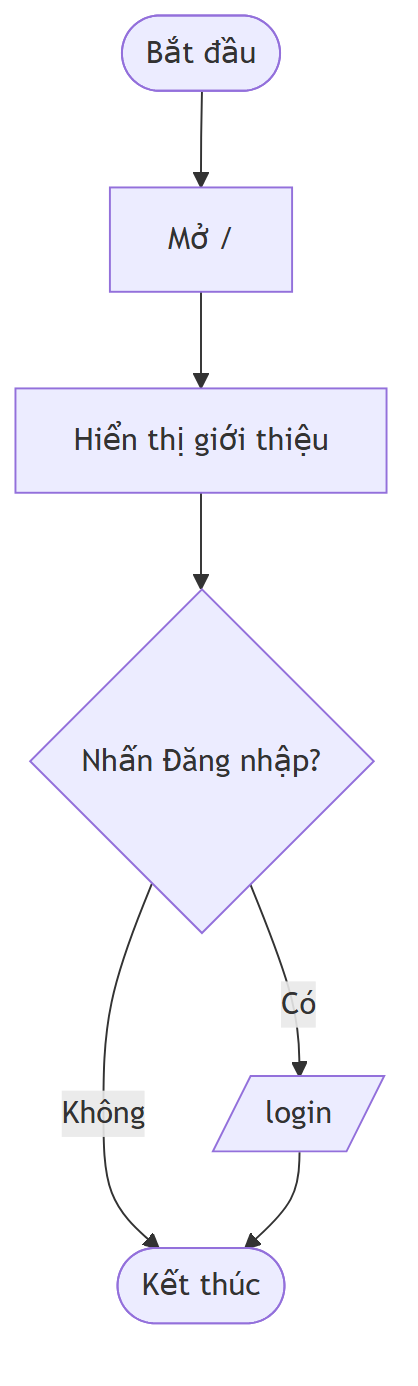 Bắt đầu
Mở /
Hiển thị giới thiệu
Nhấn Đăng nhập?
Có
Không
login
Kết thúc